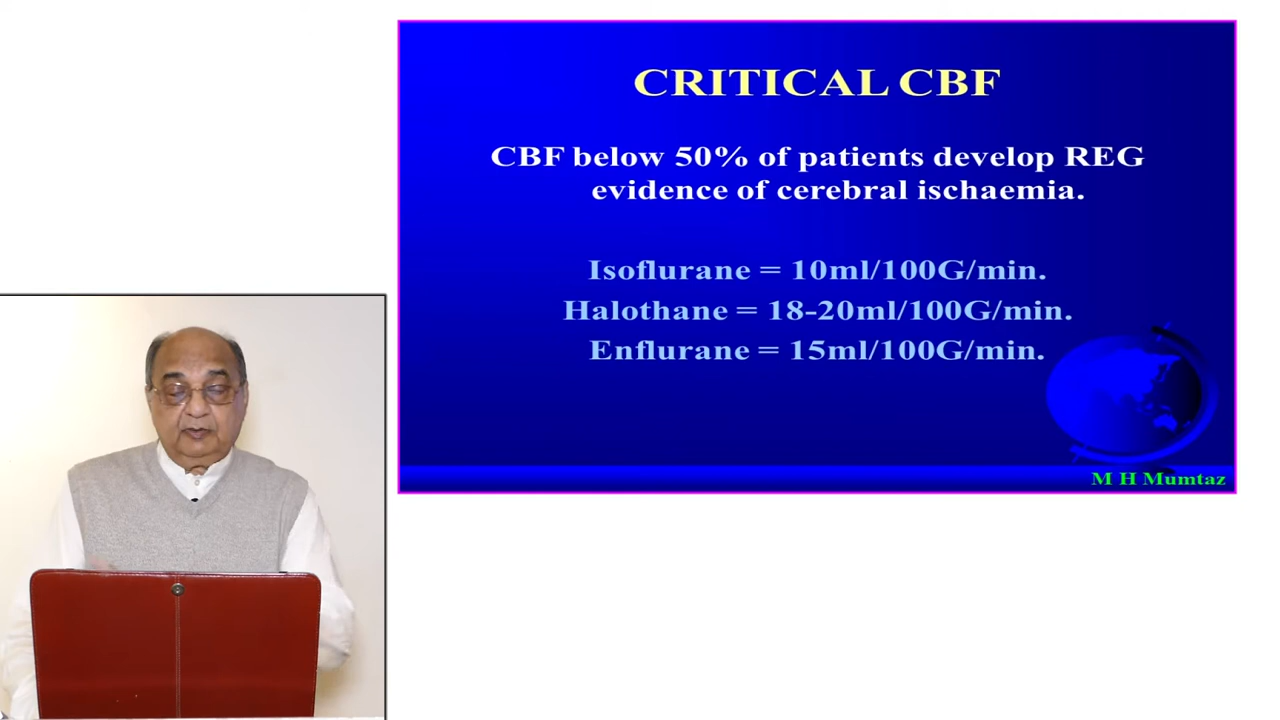 CRITICAL CBF
CBF below 50% of patients develop REG
evidence of cerebral ischaemia.
Isoflurane = 10ml/100G/min.
Halothane = 18-20ml/100G/min.
Enflurane = 15ml/100G/min.
M H Mumtaz